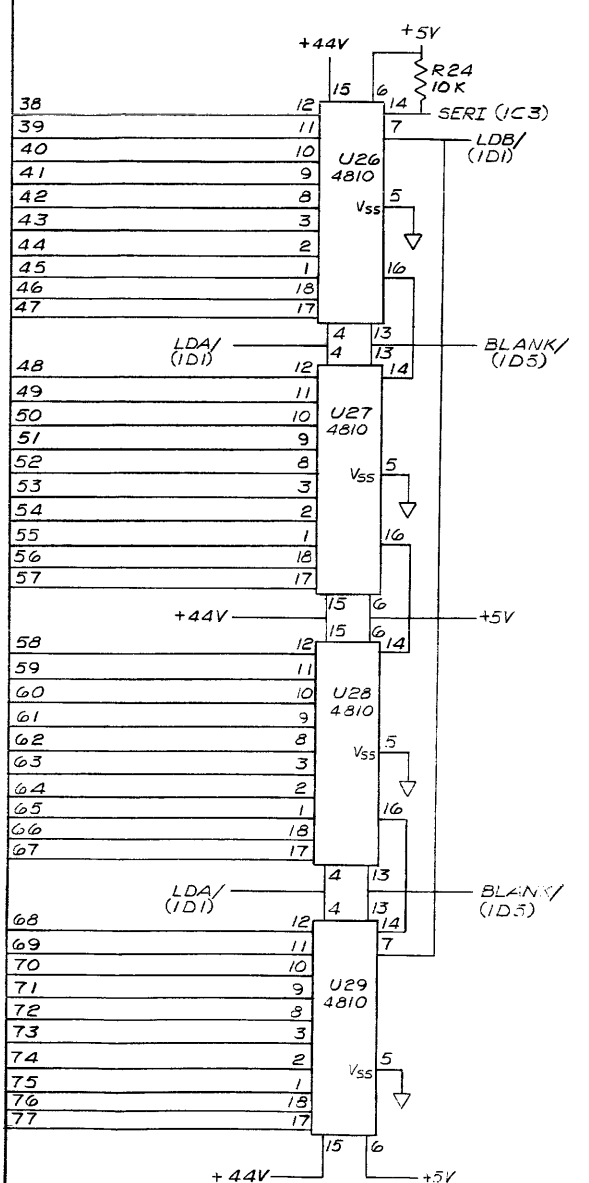 +44V
+5V
R24
10K
15 6
38 12 14 SERI (1C3)
39 11 7
LDB/
(1D1)
40 10
U26
4810
41 9
42 8 VSS 5
43 3
44 2
45 1 16
46 18
47 17
4 13
LDA/
(1D1)
BLANK/
(1D5)
4 13
48 12 14
49 11
50 10
U27
4810
51 9
52 8
53 3 VSS 5
54 2
55 1 16
56 18
57 17
15 6
+44V +5V
15 6
58 12 14
59 11
60 10
U28
4810
61 9
62 8 VSS 5
63 3
64 2
65 1 16
66 18
67 17
4 13
LDA/
(1D1)
BLANK/
(1D5)
4 13
68 12 14
69 11 7
70 10
71 9
U29
4810
72 8
73 3
74 2 VSS 5
75 1
76 18
77 17
15 6
+44V +5V